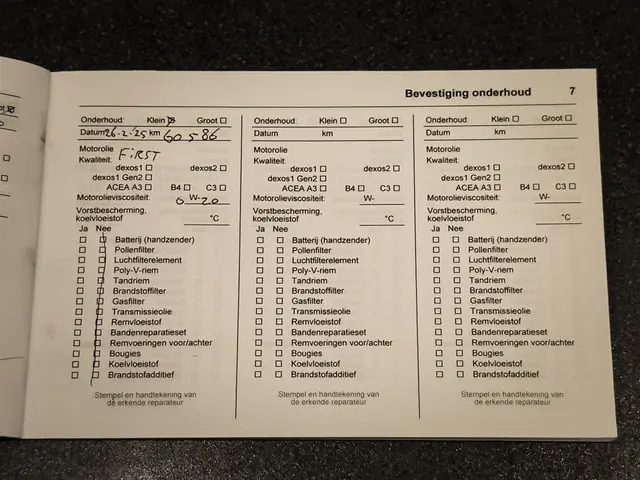 Bevestiging onderhoud 7
Onderhoud: Klein ☒ Groot ☐
Datum 26-2-'25 km 60586
Motorolie FiRST
Kwaliteit:
dexos1 ☐ dexos2 ☐
dexos1 Gen2 ☐
ACEA A3 ☐ B4 ☐ C3 ☐
Motorolieviscositeit: 0 W- 20
Vorstbescherming,
koelvloeistof °C
Ja Nee
☐ ☐ Batterij (handzender)
☐ ☐ Pollenfilter
☐ ☐ Luchtfilterelement
☐ ☐ Poly-V-riem
☐ ☐ Tandriem
☐ ☐ Brandstoffilter
☐ ☐ Gasfilter
☐ ☐ Transmissieolie
☐ ☐ Remvloeistof
☐ ☐ Bandenreparatieset
☐ ☐ Remvoeringen voor/achter
☐ ☐ Bougies
☐ ☐ Koelvloeistof
☐ ☐ Brandstofadditief
Stempel en handtekening van
de erkende reparateur
Onderhoud: Klein ☐ Groot ☐
Datum km
Motorolie
Kwaliteit:
dexos1 ☐ dexos2 ☐
dexos1 Gen2 ☐
ACEA A3 ☐ B4 ☐ C3 ☐
Motorolieviscositeit: W-
Vorstbescherming,
koelvloeistof °C
Ja Nee
☐ ☐ Batterij (handzender)
☐ ☐ Pollenfilter
☐ ☐ Luchtfilterelement
☐ ☐ Poly-V-riem
☐ ☐ Tandriem
☐ ☐ Brandstoffilter
☐ ☐ Gasfilter
☐ ☐ Transmissieolie
☐ ☐ Remvloeistof
☐ ☐ Bandenreparatieset
☐ ☐ Remvoeringen voor/achter
☐ ☐ Bougies
☐ ☐ Koelvloeistof
☐ ☐ Brandstofadditief
Stempel en handtekening van
de erkende reparateur
Onderhoud: Klein ☐ Groot ☐
Datum km
Motorolie
Kwaliteit:
dexos1 ☐ dexos2 ☐
dexos1 Gen2 ☐
ACEA A3 ☐ B4 ☐ C3 ☐
Motorolieviscositeit: W-
Vorstbescherming,
koelvloeistof °C
Ja Nee
☐ ☐ Batterij (handzender)
☐ ☐ Pollenfilter
☐ ☐ Luchtfilterelement
☐ ☐ Poly-V-riem
☐ ☐ Tandriem
☐ ☐ Brandstoffilter
☐ ☐ Gasfilter
☐ ☐ Transmissieolie
☐ ☐ Remvloeistof
☐ ☐ Bandenreparatieset
☐ ☐ Remvoeringen voor/achter
☐ ☐ Bougies
☐ ☐ Koelvloeistof
☐ ☐ Brandstofadditief
Stempel en handtekening van
de erkende reparateur